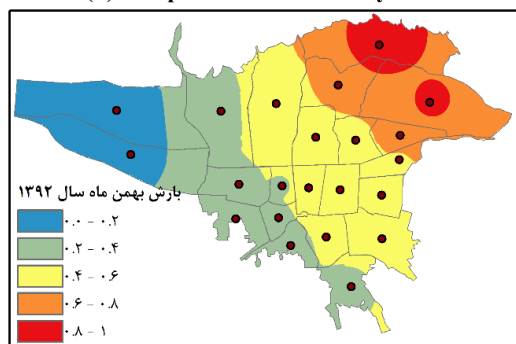 بارش بهمن ماه سال ۱۳۹۲
۰.۰ - ۰.۲
۰.۲ - ۰.۴
۰.۴ - ۰.۶
۰.۶ - ۰.۸
۰.۸ - ۱